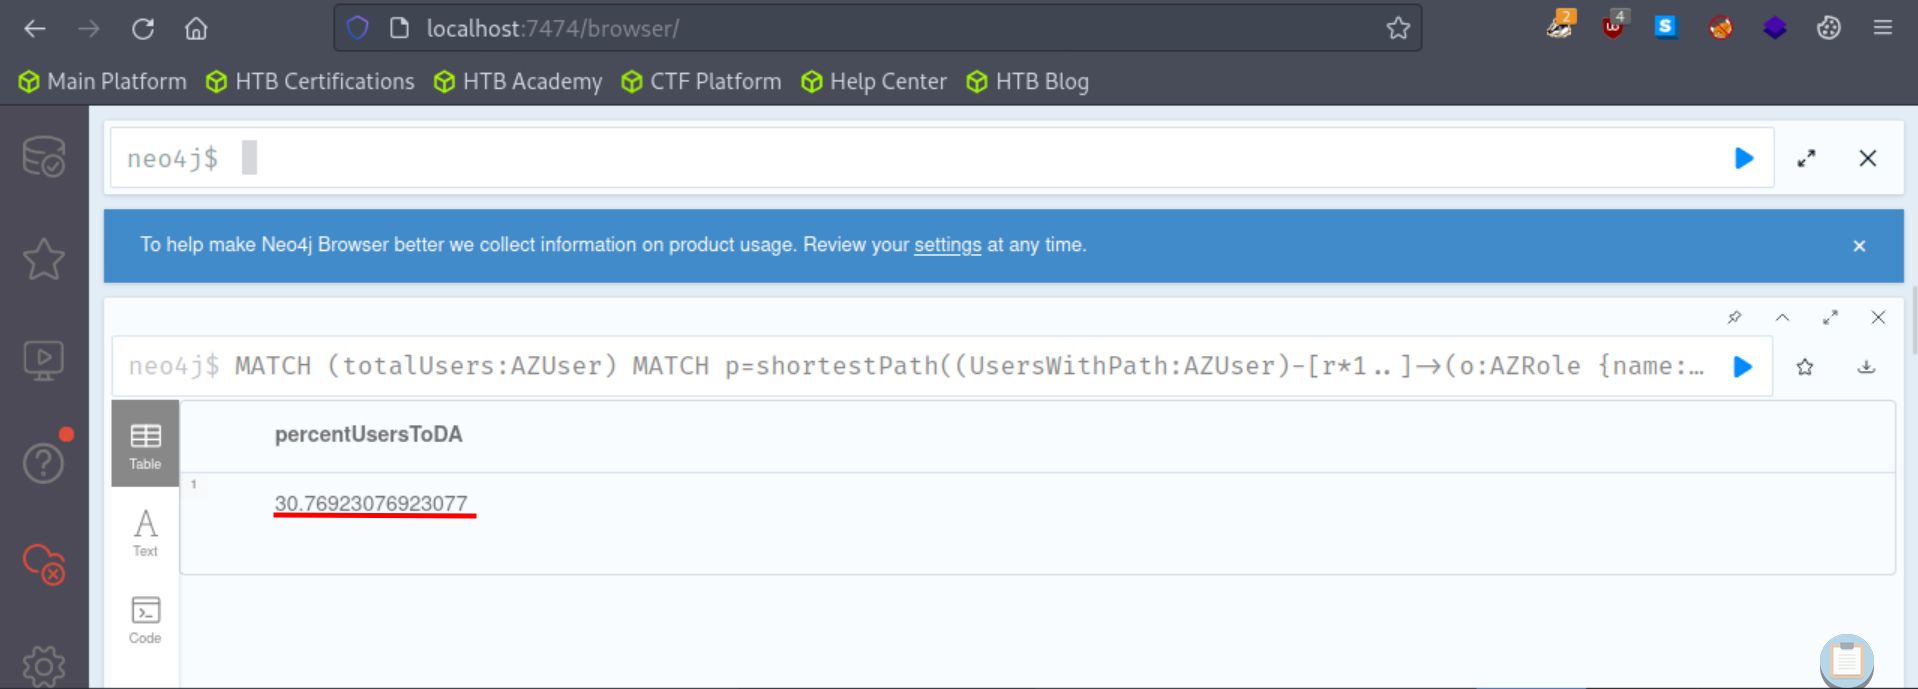 localhost:7474/browser/
2
4
Main Platform HTB Certifications HTB Academy CTF Platform Help Center HTB Blog
neo4j$
To help make Neo4j Browser better we collect information on product usage. Review your settings at any time.
neo4j$ MATCH (totalUsers:AZUser) MATCH p=shortestPath((UsersWithPath:AZUser)-[r*1..]→(o:AZRole {name:…
Table
percentUsersToDA
1
30.76923076923077
Text
Code